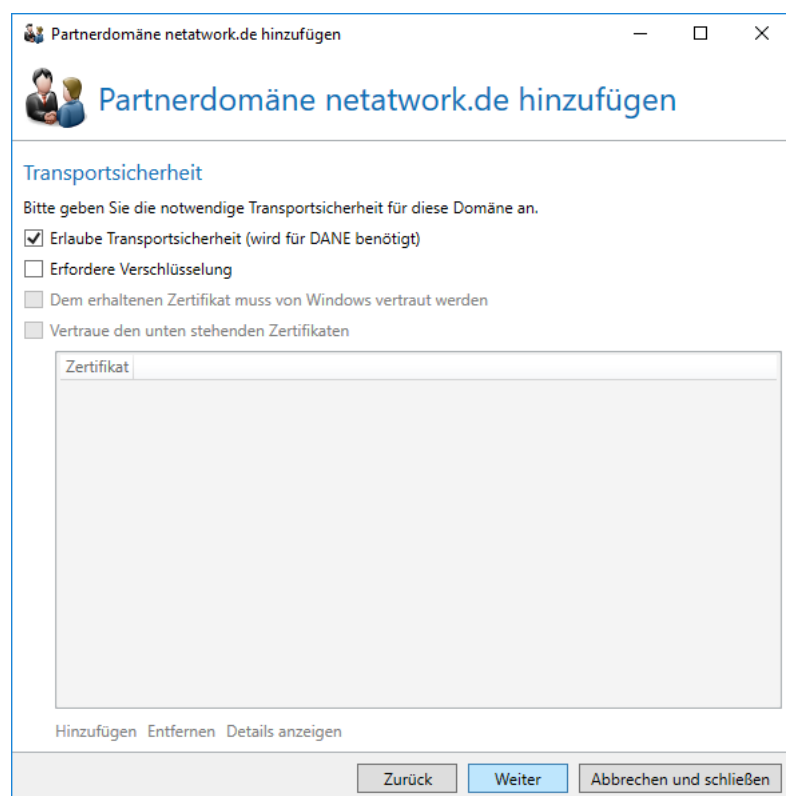 Partnerdomäne netatwork.de hinzufügen
Partnerdomäne netatwork.de hinzufügen
Transportsicherheit
Bitte geben Sie die notwendige Transportsicherheit für diese Domäne an.
Erlaube Transportsicherheit (wird für DANE benötigt)
Erfordere Verschlüsselung
Dem erhaltenen Zertifikat muss von Windows vertraut werden
Vertraue den unten stehenden Zertifikaten
Zertifikat
Hinzufügen Entfernen Details anzeigen
Zurück Weiter Abbrechen und schließen